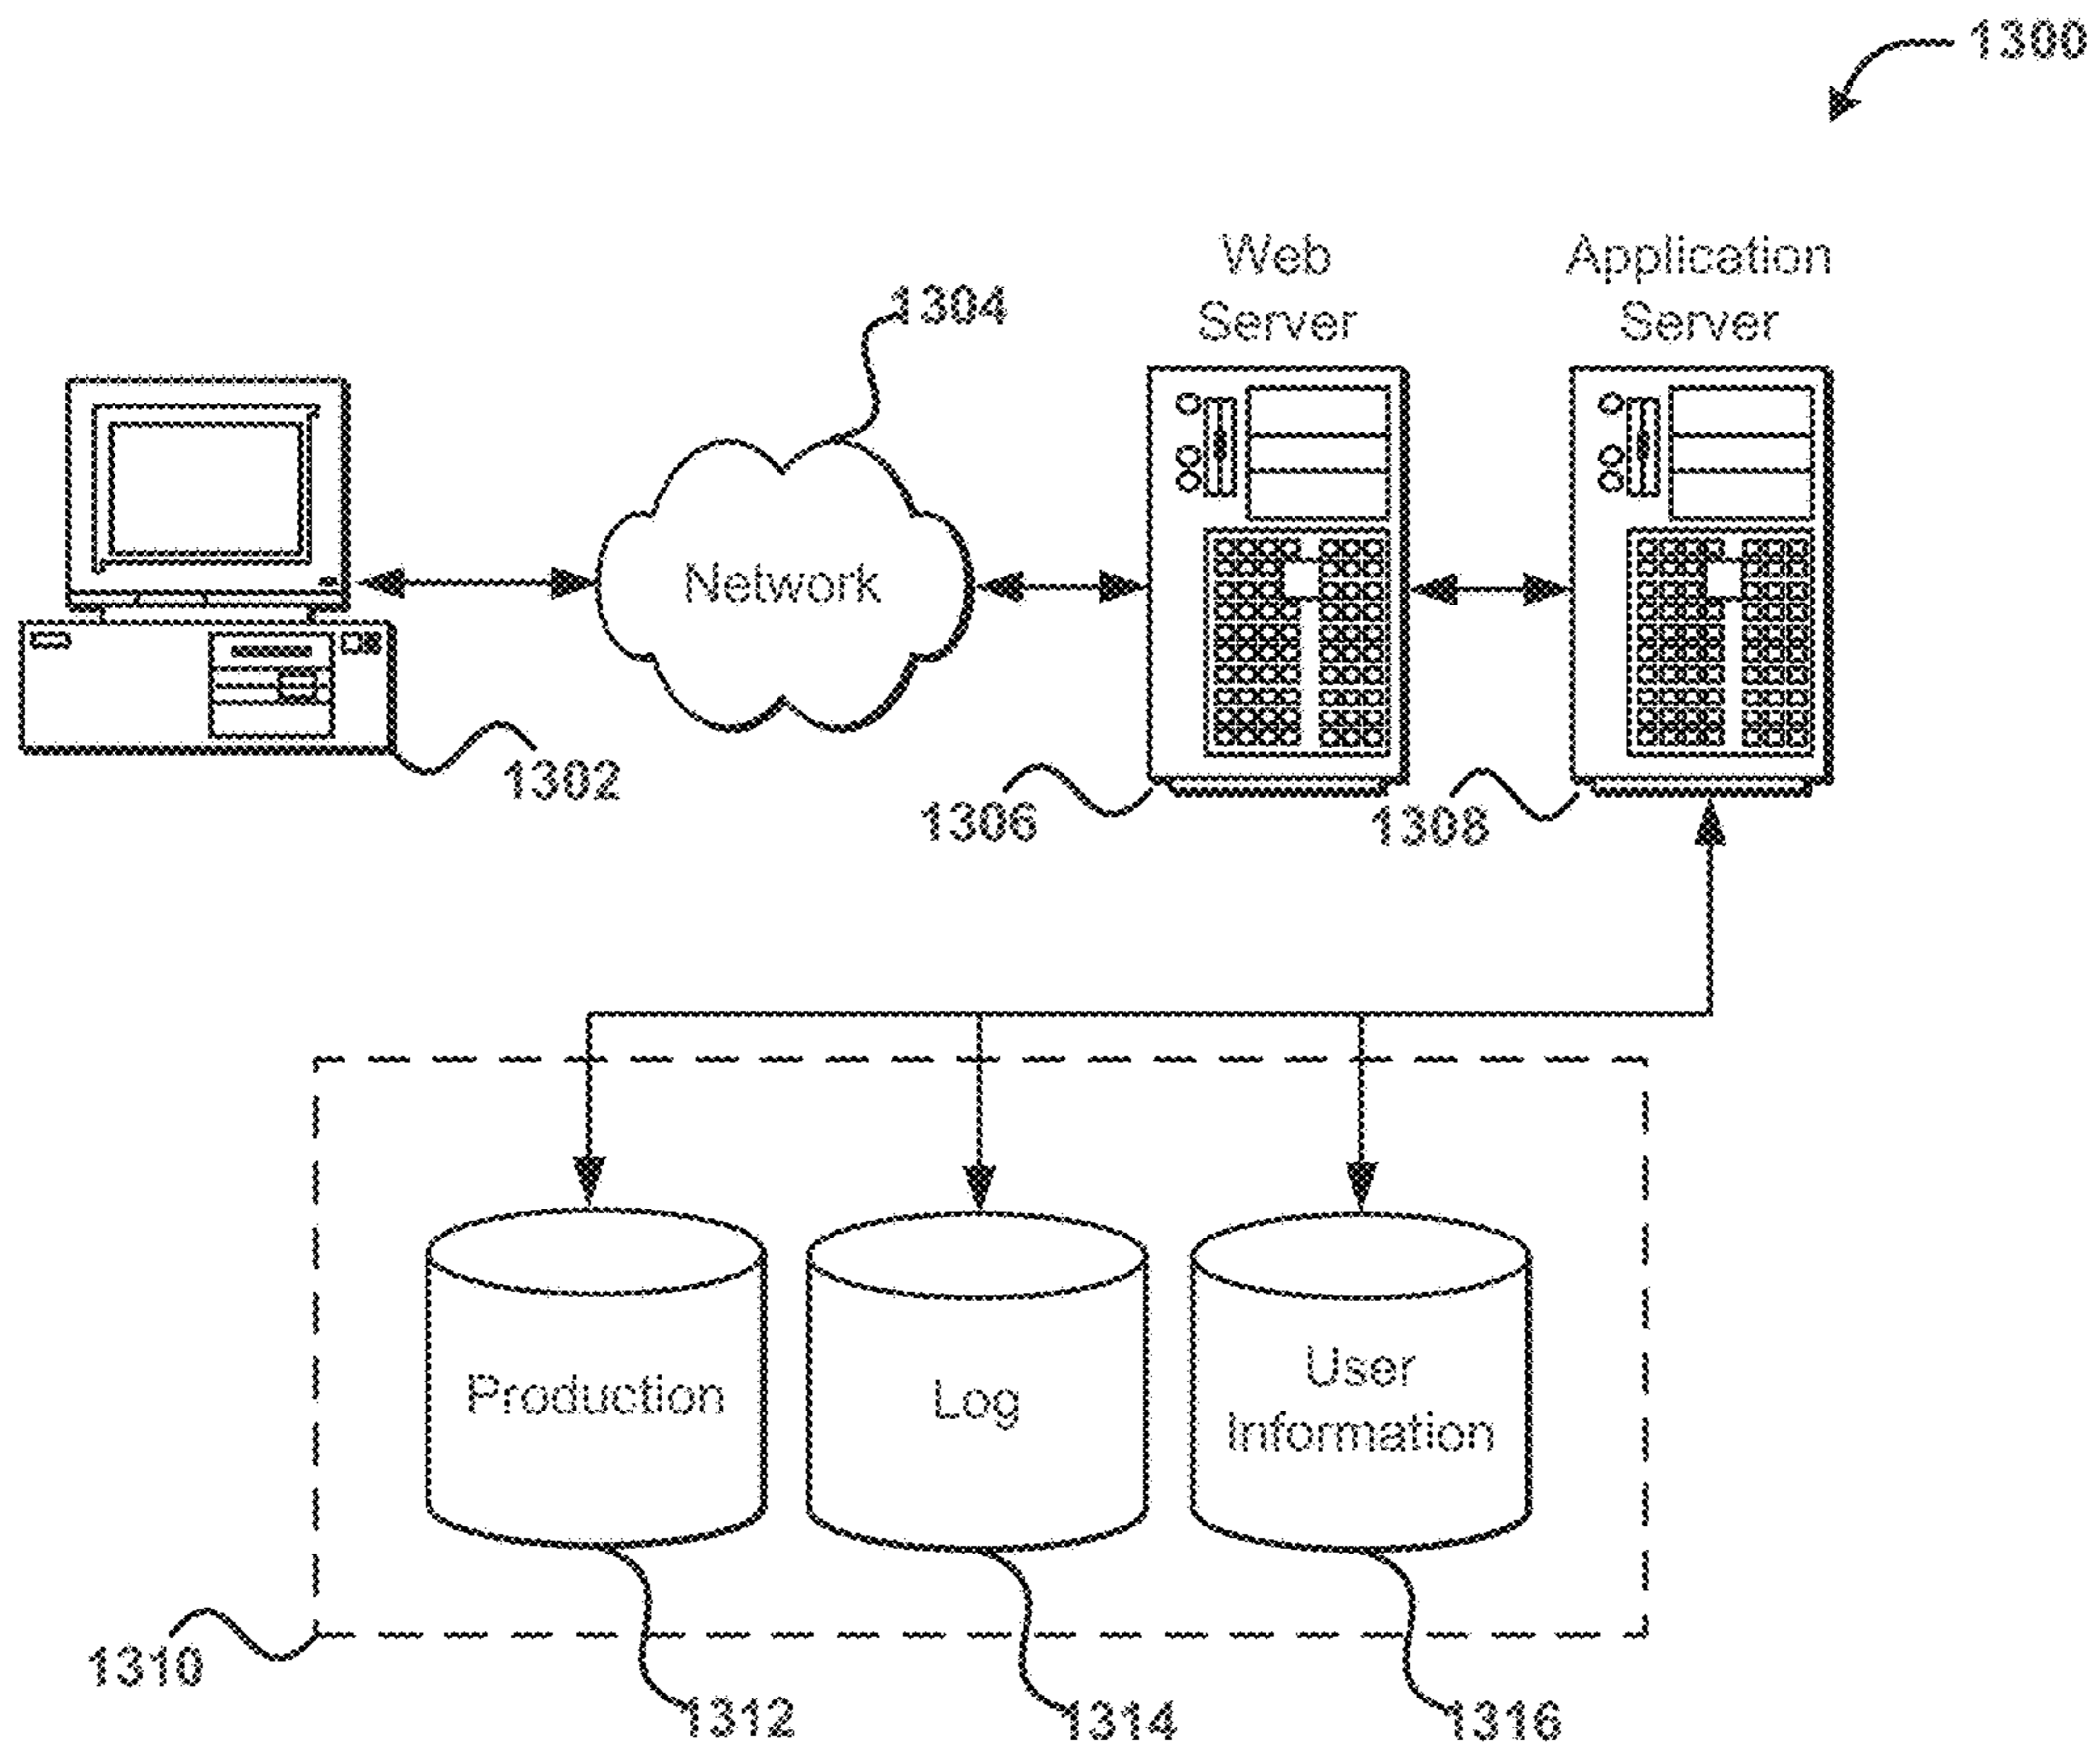 1300
Web
Server
Application
Server
1304
Network
1302
1306
1308
Production
Log
User
Information
1310
1312
1314
1316